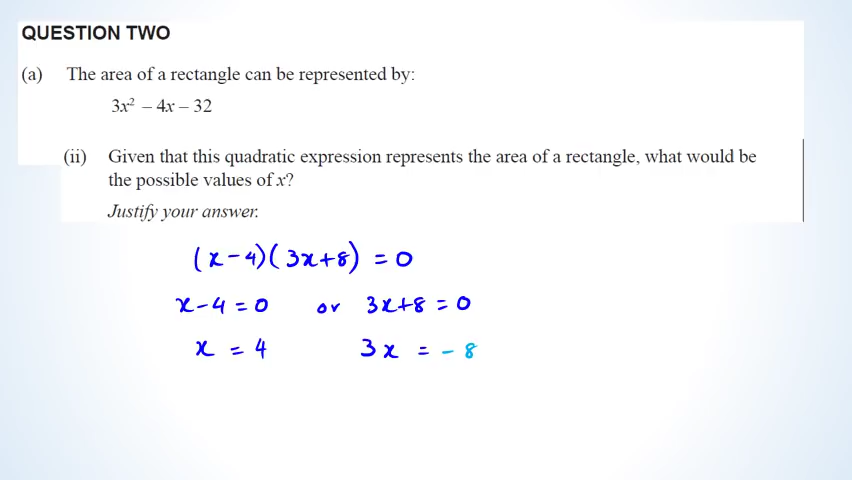 QUESTION TWO
(a) The area of a rectangle can be represented by:
3x² – 4x – 32
(ii) Given that this quadratic expression represents the area of a rectangle, what would be
the possible values of x?
Justify your answer.
(x-4)(3x+8) = 0
x-4 = 0 or 3x+8 = 0
x = 4 3x = -8